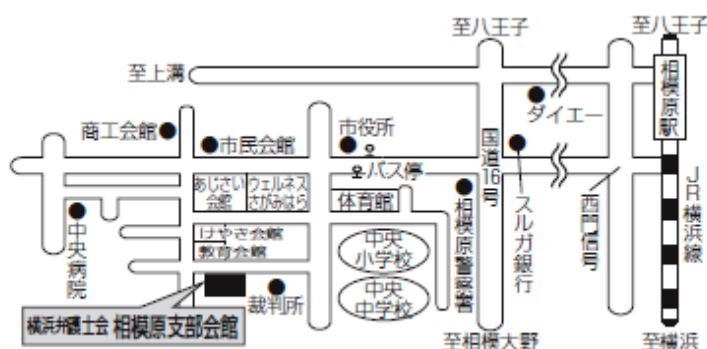 至八王子
至八王子
至上溝
相模原駅
ダイエー
商工会館
市民会館
市役所
バス停
国道16号
スルガ銀行
西門信号
JR横浜線
あじさい
会館
ウェルネス
さがみはら
体育館
相模原警察署
中央病院
けやき会館
教育会館
中央
小学校
中央
中学校
裁判所
横浜弁護士会 相模原支部会館
至相模大野
至横浜